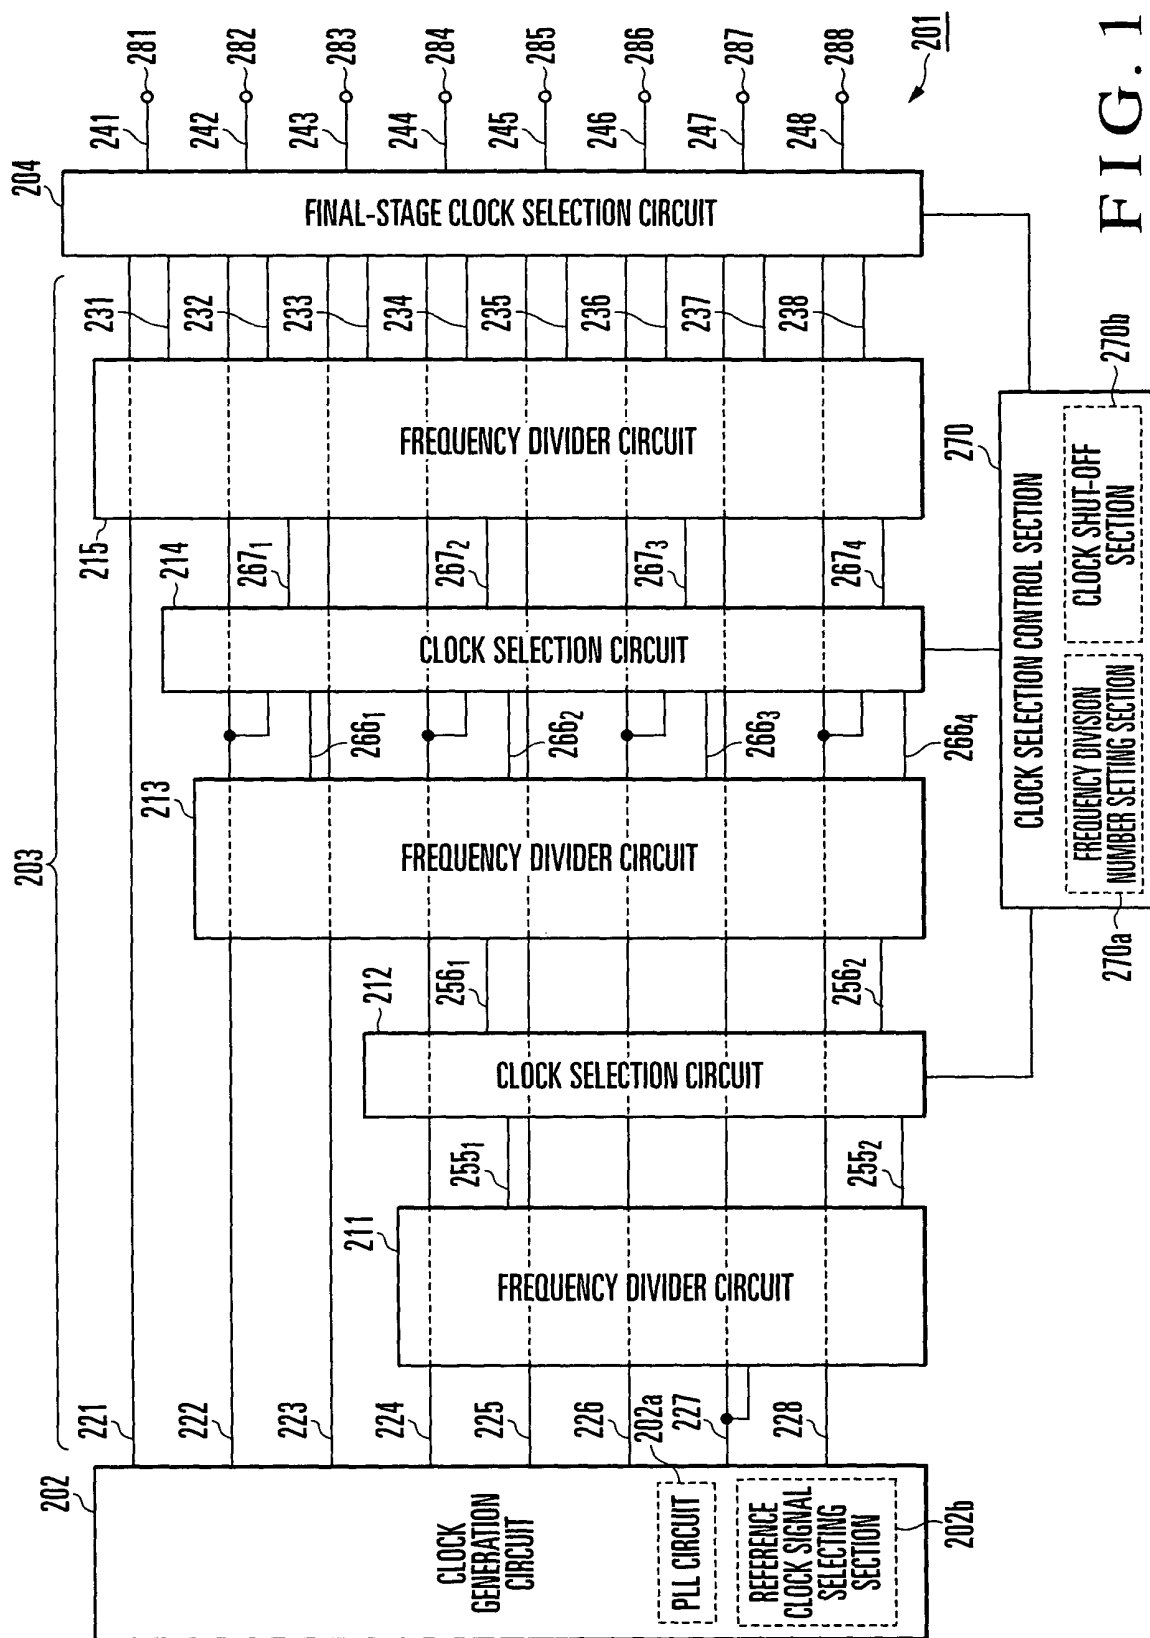 FIG. 1
201
202
CLOCK
GENERATION
CIRCUIT
PLL CIRCUIT
202a
REFERENCE
CLOCK SIGNAL
SELECTING
SECTION
202b
203
221
222
223
224
225
226
227
228
211
FREQUENCY DIVIDER CIRCUIT
255₁
255₂
212
CLOCK SELECTION CIRCUIT
256₁
256₂
213
FREQUENCY DIVIDER CIRCUIT
266₁
266₂
266₃
266₄
214
CLOCK SELECTION CIRCUIT
267₁
267₂
267₃
267₄
215
FREQUENCY DIVIDER CIRCUIT
231
232
233
234
235
236
237
238
204
FINAL-STAGE CLOCK SELECTION CIRCUIT
241
242
243
244
245
246
247
248
281
282
283
284
285
286
287
288
270
CLOCK SELECTION CONTROL SECTION
FREQUENCY DIVISION
NUMBER SETTING SECTION
270a
CLOCK SHUT-OFF
SECTION
270b